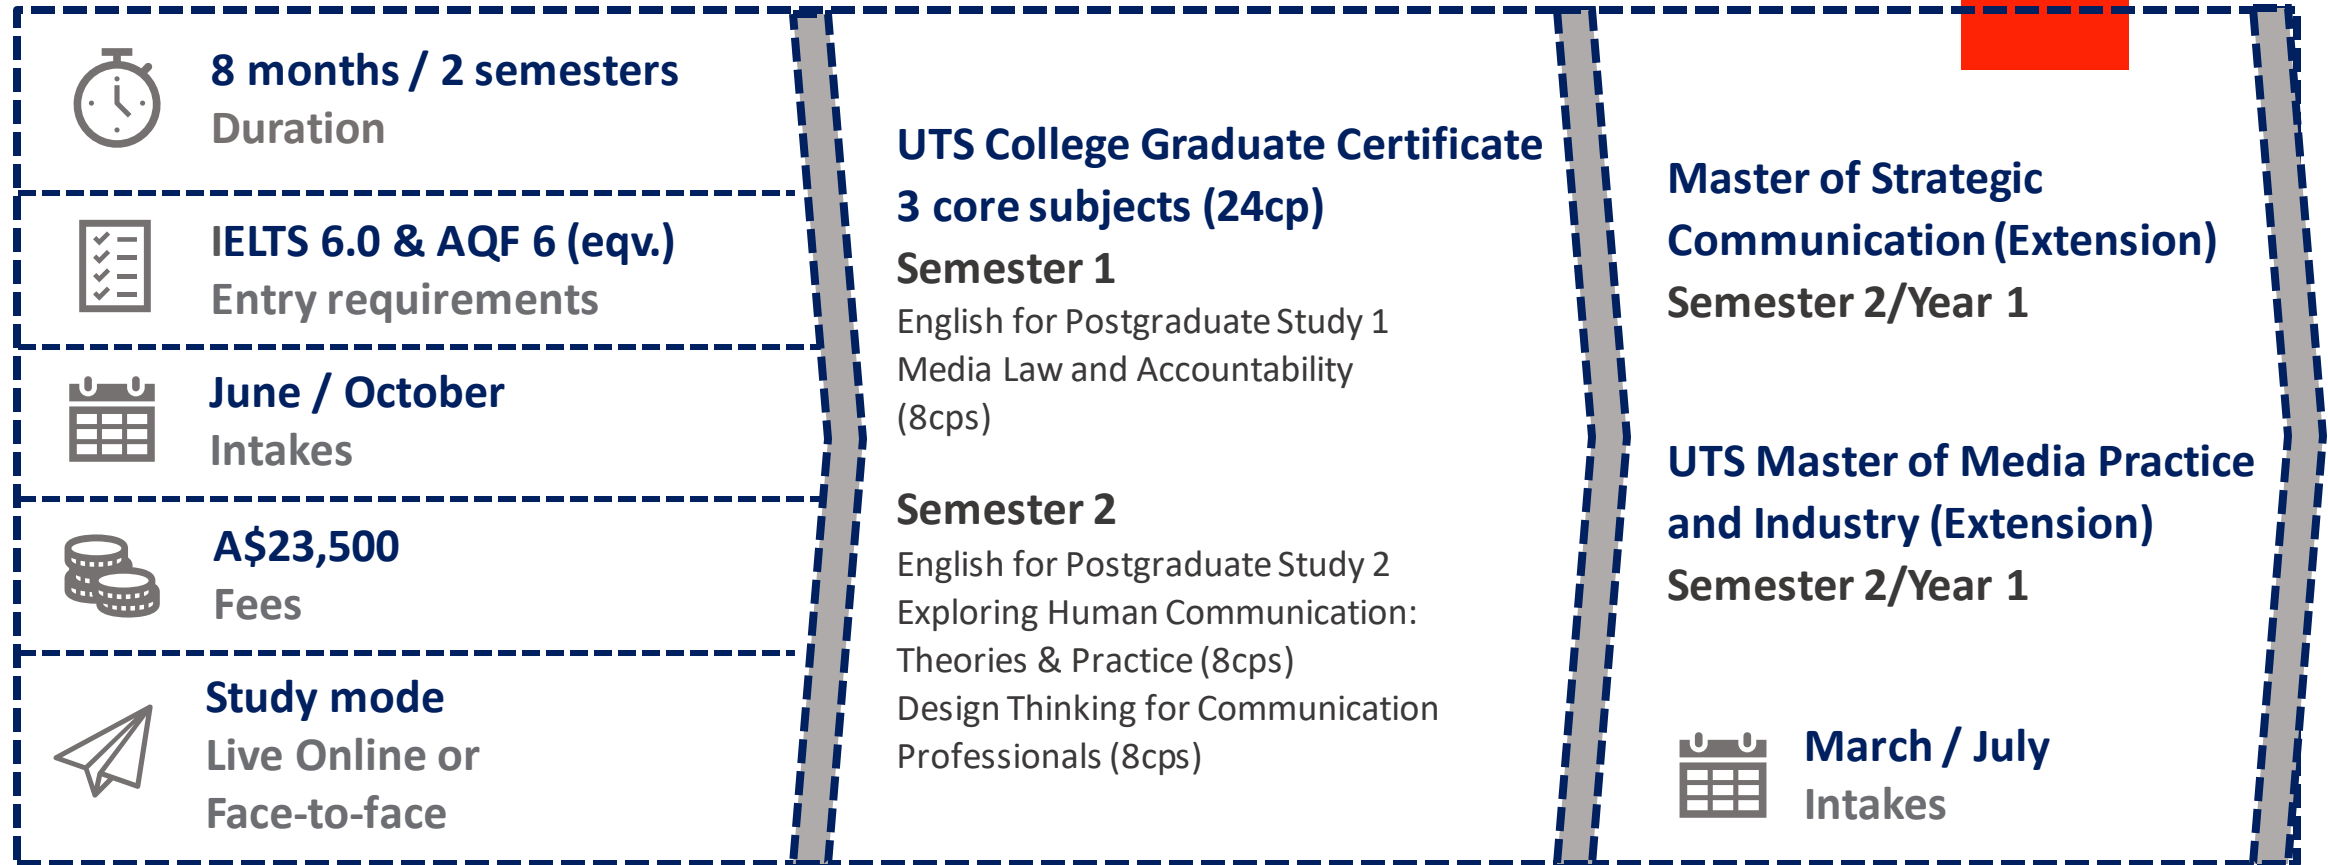 8 months / 2 semesters
Duration
IELTS 6.0 & AQF 6 (eqv.)
Entry requirements
June / October
Intakes
A$23,500
Fees
Study mode
Live Online or
Face-to-face
UTS College Graduate Certificate
3 core subjects (24cp)
Semester 1
English for Postgraduate Study 1
Media Law and Accountability
(8cps)
Semester 2
English for Postgraduate Study 2
Exploring Human Communication:
Theories & Practice (8cps)
Design Thinking for Communication
Professionals (8cps)
Master of Strategic
Communication (Extension)
Semester 2/Year 1
UTS Master of Media Practice
and Industry (Extension)
Semester 2/Year 1
March / July
Intakes